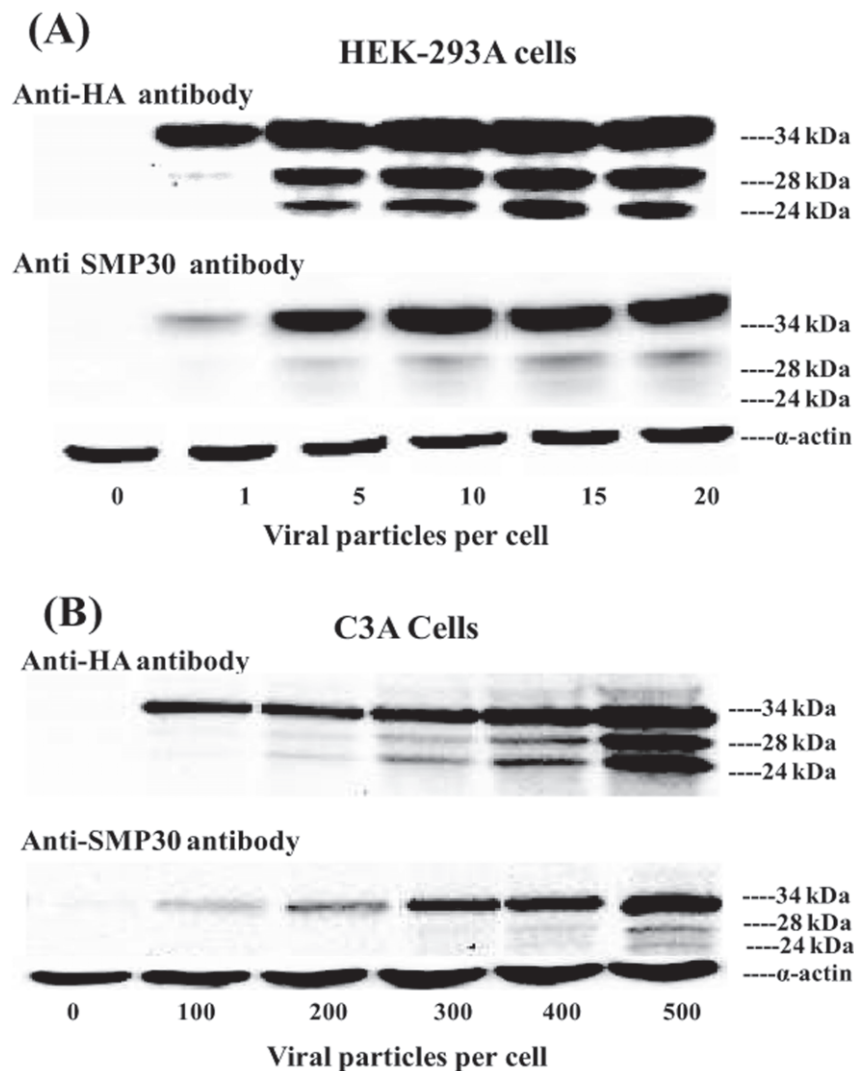 (A)
HEK-293A cells
Anti-HA antibody
----34 kDa
----28 kDa
----24 kDa
Anti SMP30 antibody
----34 kDa
----28 kDa
----24 kDa
----α-actin
0 1 5 10 15 20
Viral particles per cell
(B)
C3A Cells
Anti-HA antibody
----34 kDa
----28 kDa
----24 kDa
Anti-SMP30 antibody
----34 kDa
----28 kDa
----24 kDa
----α-actin
0 100 200 300 400 500
Viral particles per cell